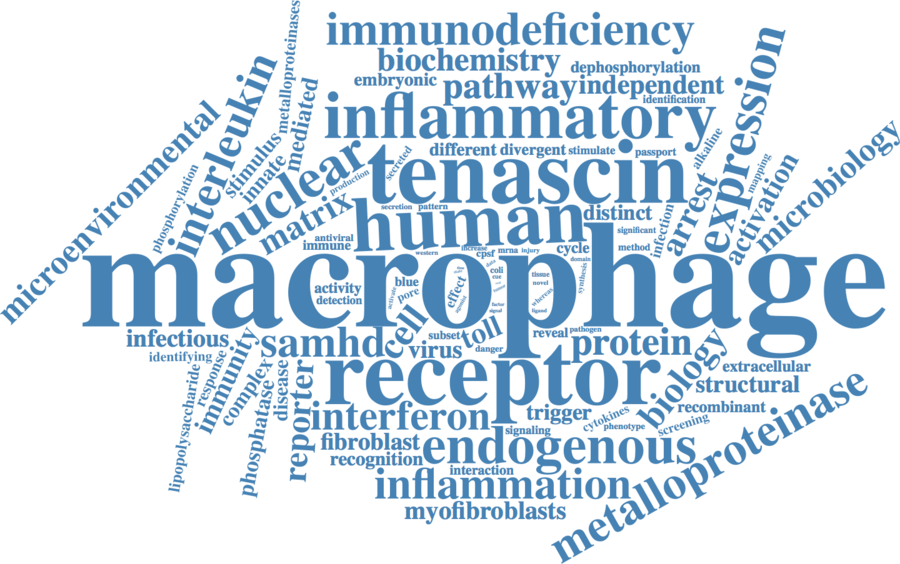 immunodeficiency
biochemistry
dephosphorylation
embryonic
pathway
independent
identification
inflammatory
metalloproteinases
interleukin
mediated
microenvironmental
stimulus
innate
expression
alkaline
microbiology
different
divergent
stimulate
passport
secreted
nuclear
tenascin
production
phosphorylation
matrix
arrest
mapping
activation
secretion
pattern
human
distinct
significant
infection
antiviral
immune
western
increase
cpsf
mrna
injury
cycle
method
domain
macrophage
activity
detection
blue
pore
activate
effect
coli
cue
tissue
novel
whereas
synthesis
factor
signal
ligand
infectious
identifying
samhd
cell
subset
toll
reveal
pathogen
virus
danger
protein
biology
immunity
response
lipopolysaccharide
complex
disease
phosphatase
reporter
receptor
extracellular
structural
recombinant
interferon
trigger
cytokines
phenotype
screening
signaling
fibroblast
endogenous
recognition
interaction
inflammation
myofibroblasts
metalloproteinase